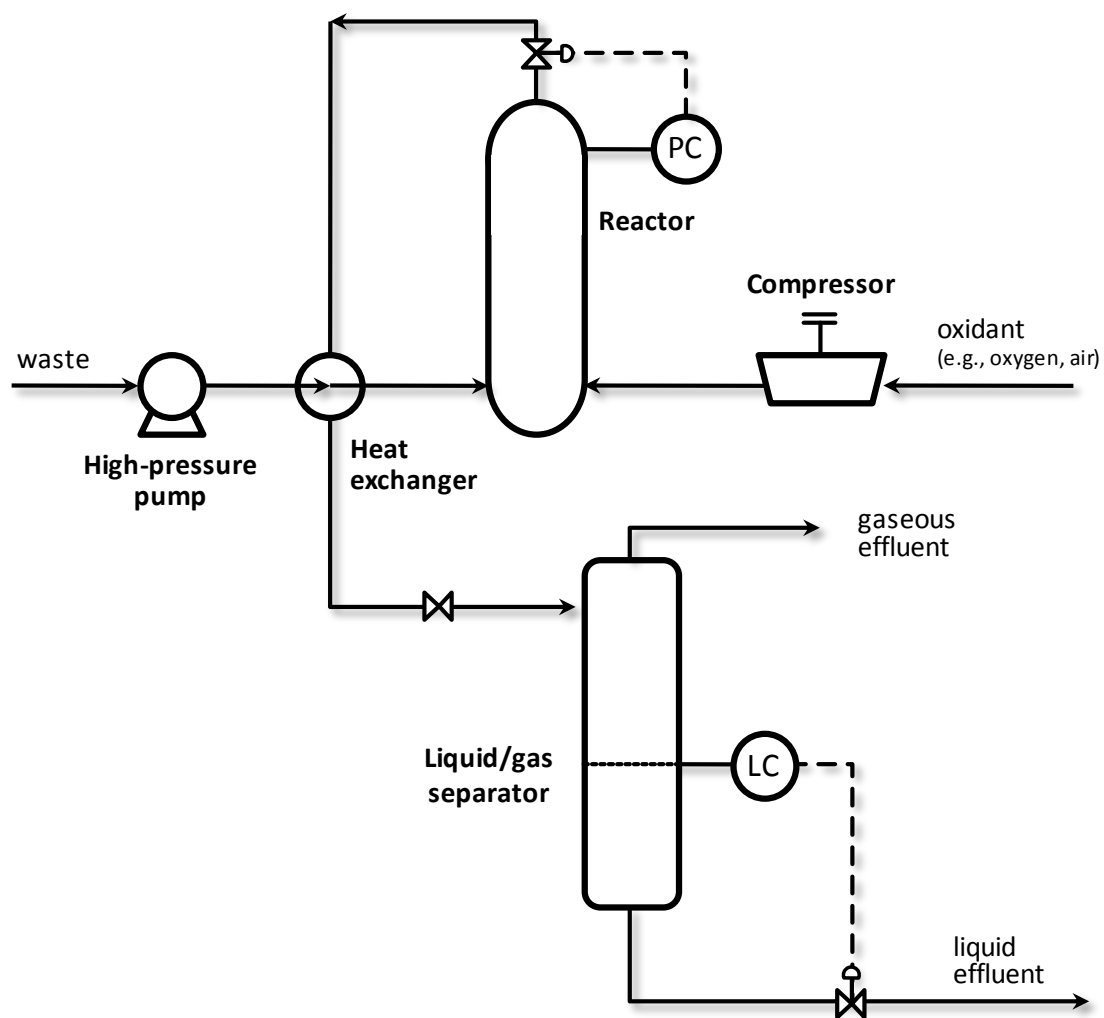 PC
Reactor
Compressor
oxidant
(e.g., oxygen, air)
waste
High-pressure
pump
Heat
exchanger
gaseous
effluent
Liquid/gas
separator
LC
liquid
effluent